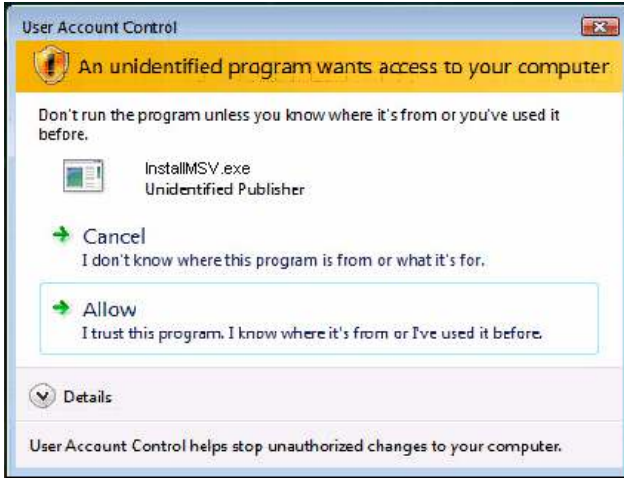 User Account Control
An unidentified program wants access to your computer
Don't run the program unless you know where it's from or you've used it
before.
InstallMSV.exe
Unidentified Publisher
Cancel
I don't know where this program is from or what it's for.
Allow
I trust this program. I know where it's from or I've used it before.
Details
User Account Control helps stop unauthorized changes to your computer.